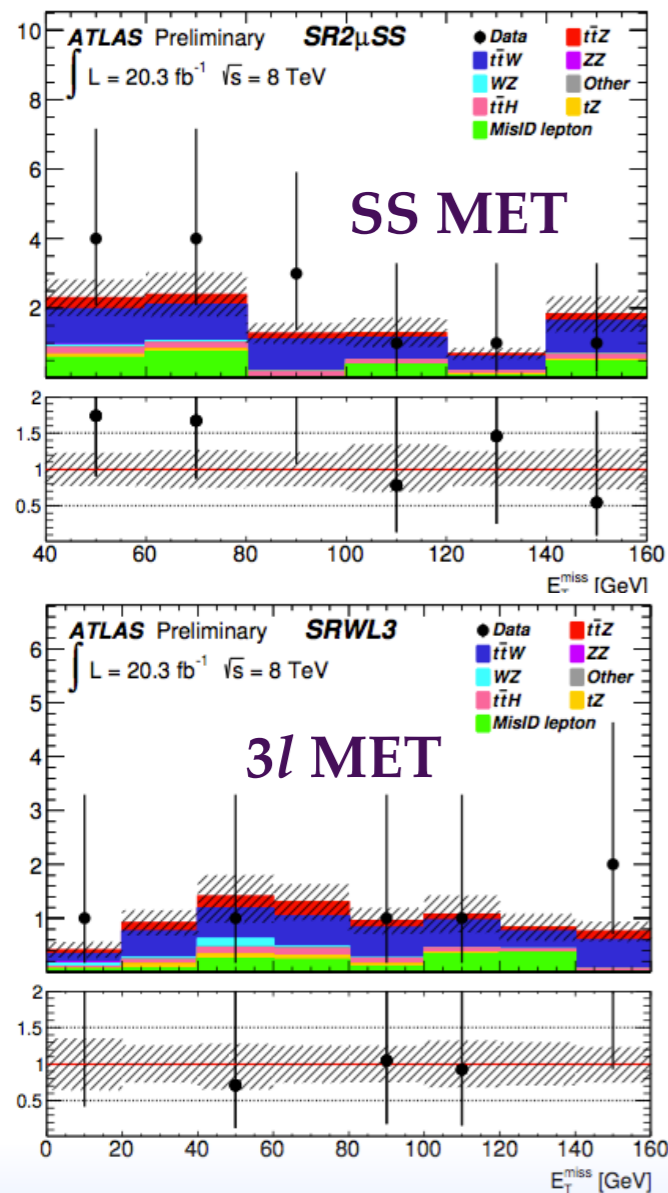 ATLAS Preliminary SR2μSS
∫ L = 20.3 fb⁻¹ √s = 8 TeV
Data tt̄Z
tt̄W ZZ
WZ Other
tt̄H tZ
MisID lepton
SS MET
10
8
6
4
2
2
1.5
1
0.5
40 60 80 100 120 140 160
E miss [GeV]
ATLAS Preliminary SRWL3
∫ L = 20.3 fb⁻¹ √s = 8 TeV
Data tt̄Z
tt̄W ZZ
WZ Other
tt̄H tZ
MisID lepton
3l MET
6
5
4
3
2
1
2
1.5
1
0.5
0 20 40 60 80 100 120 140 160
E_T^miss [GeV]